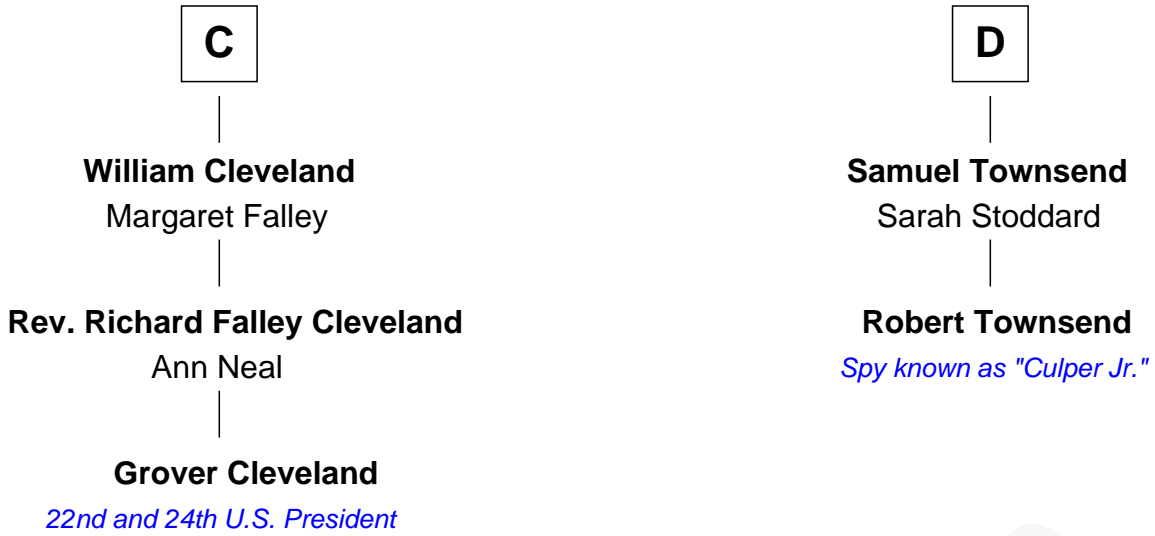 C
D
William Cleveland
Margaret Falley
Samuel Townsend
Sarah Stoddard
Rev. Richard Falley Cleveland
Ann Neal
Robert Townsend
Spy known as "Culper Jr."
Grover Cleveland
22nd and 24th U.S. President